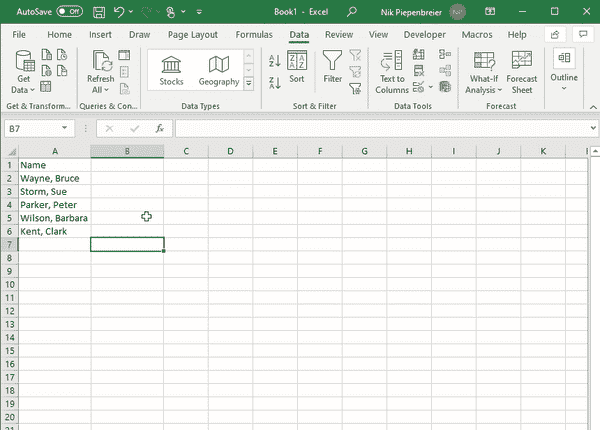 AutoSave Off Book1 - Excel Nik Piepenbreier
File Home Insert Draw Page Layout Formulas Data Review View Developer Macros Help
Get Data Refresh All Stocks Geography Sort Filter Text to Columns What-If Analysis Forecast Sheet Outline
Get & Transform... Queries & Con... Data Types Sort & Filter Data Tools Forecast
B7 fx
A B C D E F G H I J K
1 Name
2 Wayne, Bruce
3 Storm, Sue
4 Parker, Peter
5 Wilson, Barbara
6 Kent, Clark
7
8
9
10
11
12
13
14
15
16
17
18
19
20